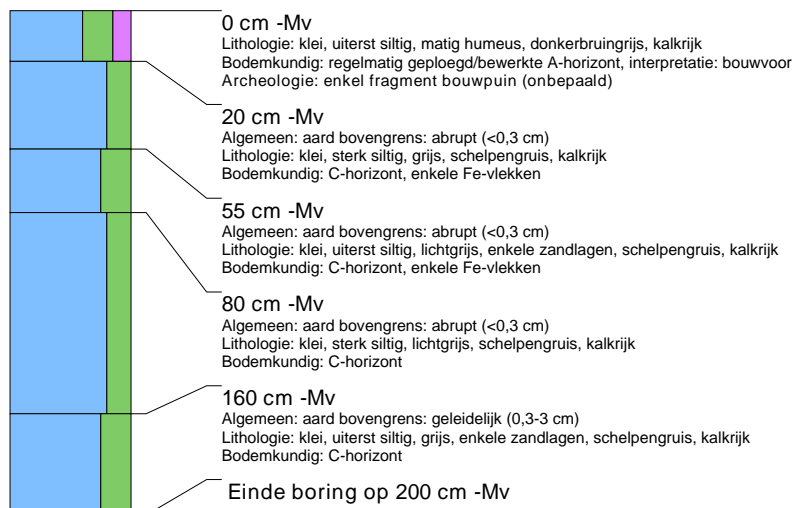 0 cm -Mv
Lithologie: klei, uiterst siltig, matig humeus, donkerbruingrijs, kalkrijk
Bodemkundig: regelmatig geploegd/bewerkte A-horizont, interpretatie: bouwvoor
Archeologie: enkel fragment bouwpuin (onbepaald)
20 cm -Mv
Algemeen: aard bovengrens: abrupt (<0,3 cm)
Lithologie: klei, sterk siltig, grijs, schelpengruis, kalkrijk
Bodemkundig: C-horizont, enkele Fe-vlekken
55 cm -Mv
Algemeen: aard bovengrens: abrupt (<0,3 cm)
Lithologie: klei, uiterst siltig, lichtgrijs, enkele zandlagen, schelpengruis, kalkrijk
Bodemkundig: C-horizont, enkele Fe-vlekken
80 cm -Mv
Algemeen: aard bovengrens: abrupt (<0,3 cm)
Lithologie: klei, sterk siltig, lichtgrijs, schelpengruis, kalkrijk
Bodemkundig: C-horizont
160 cm -Mv
Algemeen: aard bovengrens: geleidelijk (0,3-3 cm)
Lithologie: klei, uiterst siltig, grijs, enkele zandlagen, schelpengruis, kalkrijk
Bodemkundig: C-horizont
Einde boring op 200 cm -Mv